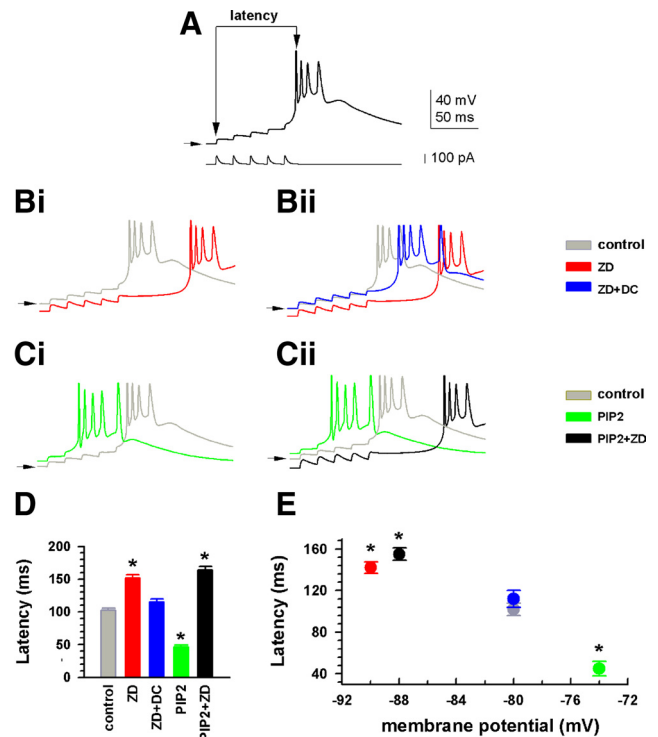 A
latency
40 mV
50 ms
100 pA
Bi
Bii
control
ZD
ZD+DC
Ci
Cii
control
PIP2
PIP2+ZD
D
E
Latency (ms)
200
150
100
50
0
* * *
control
ZD
ZD+DC
PIP2
PIP2+ZD
Latency (ms)
160
120
80
40
* * *
-92 -88 -84 -80 -76 -72
membrane potential (mV)